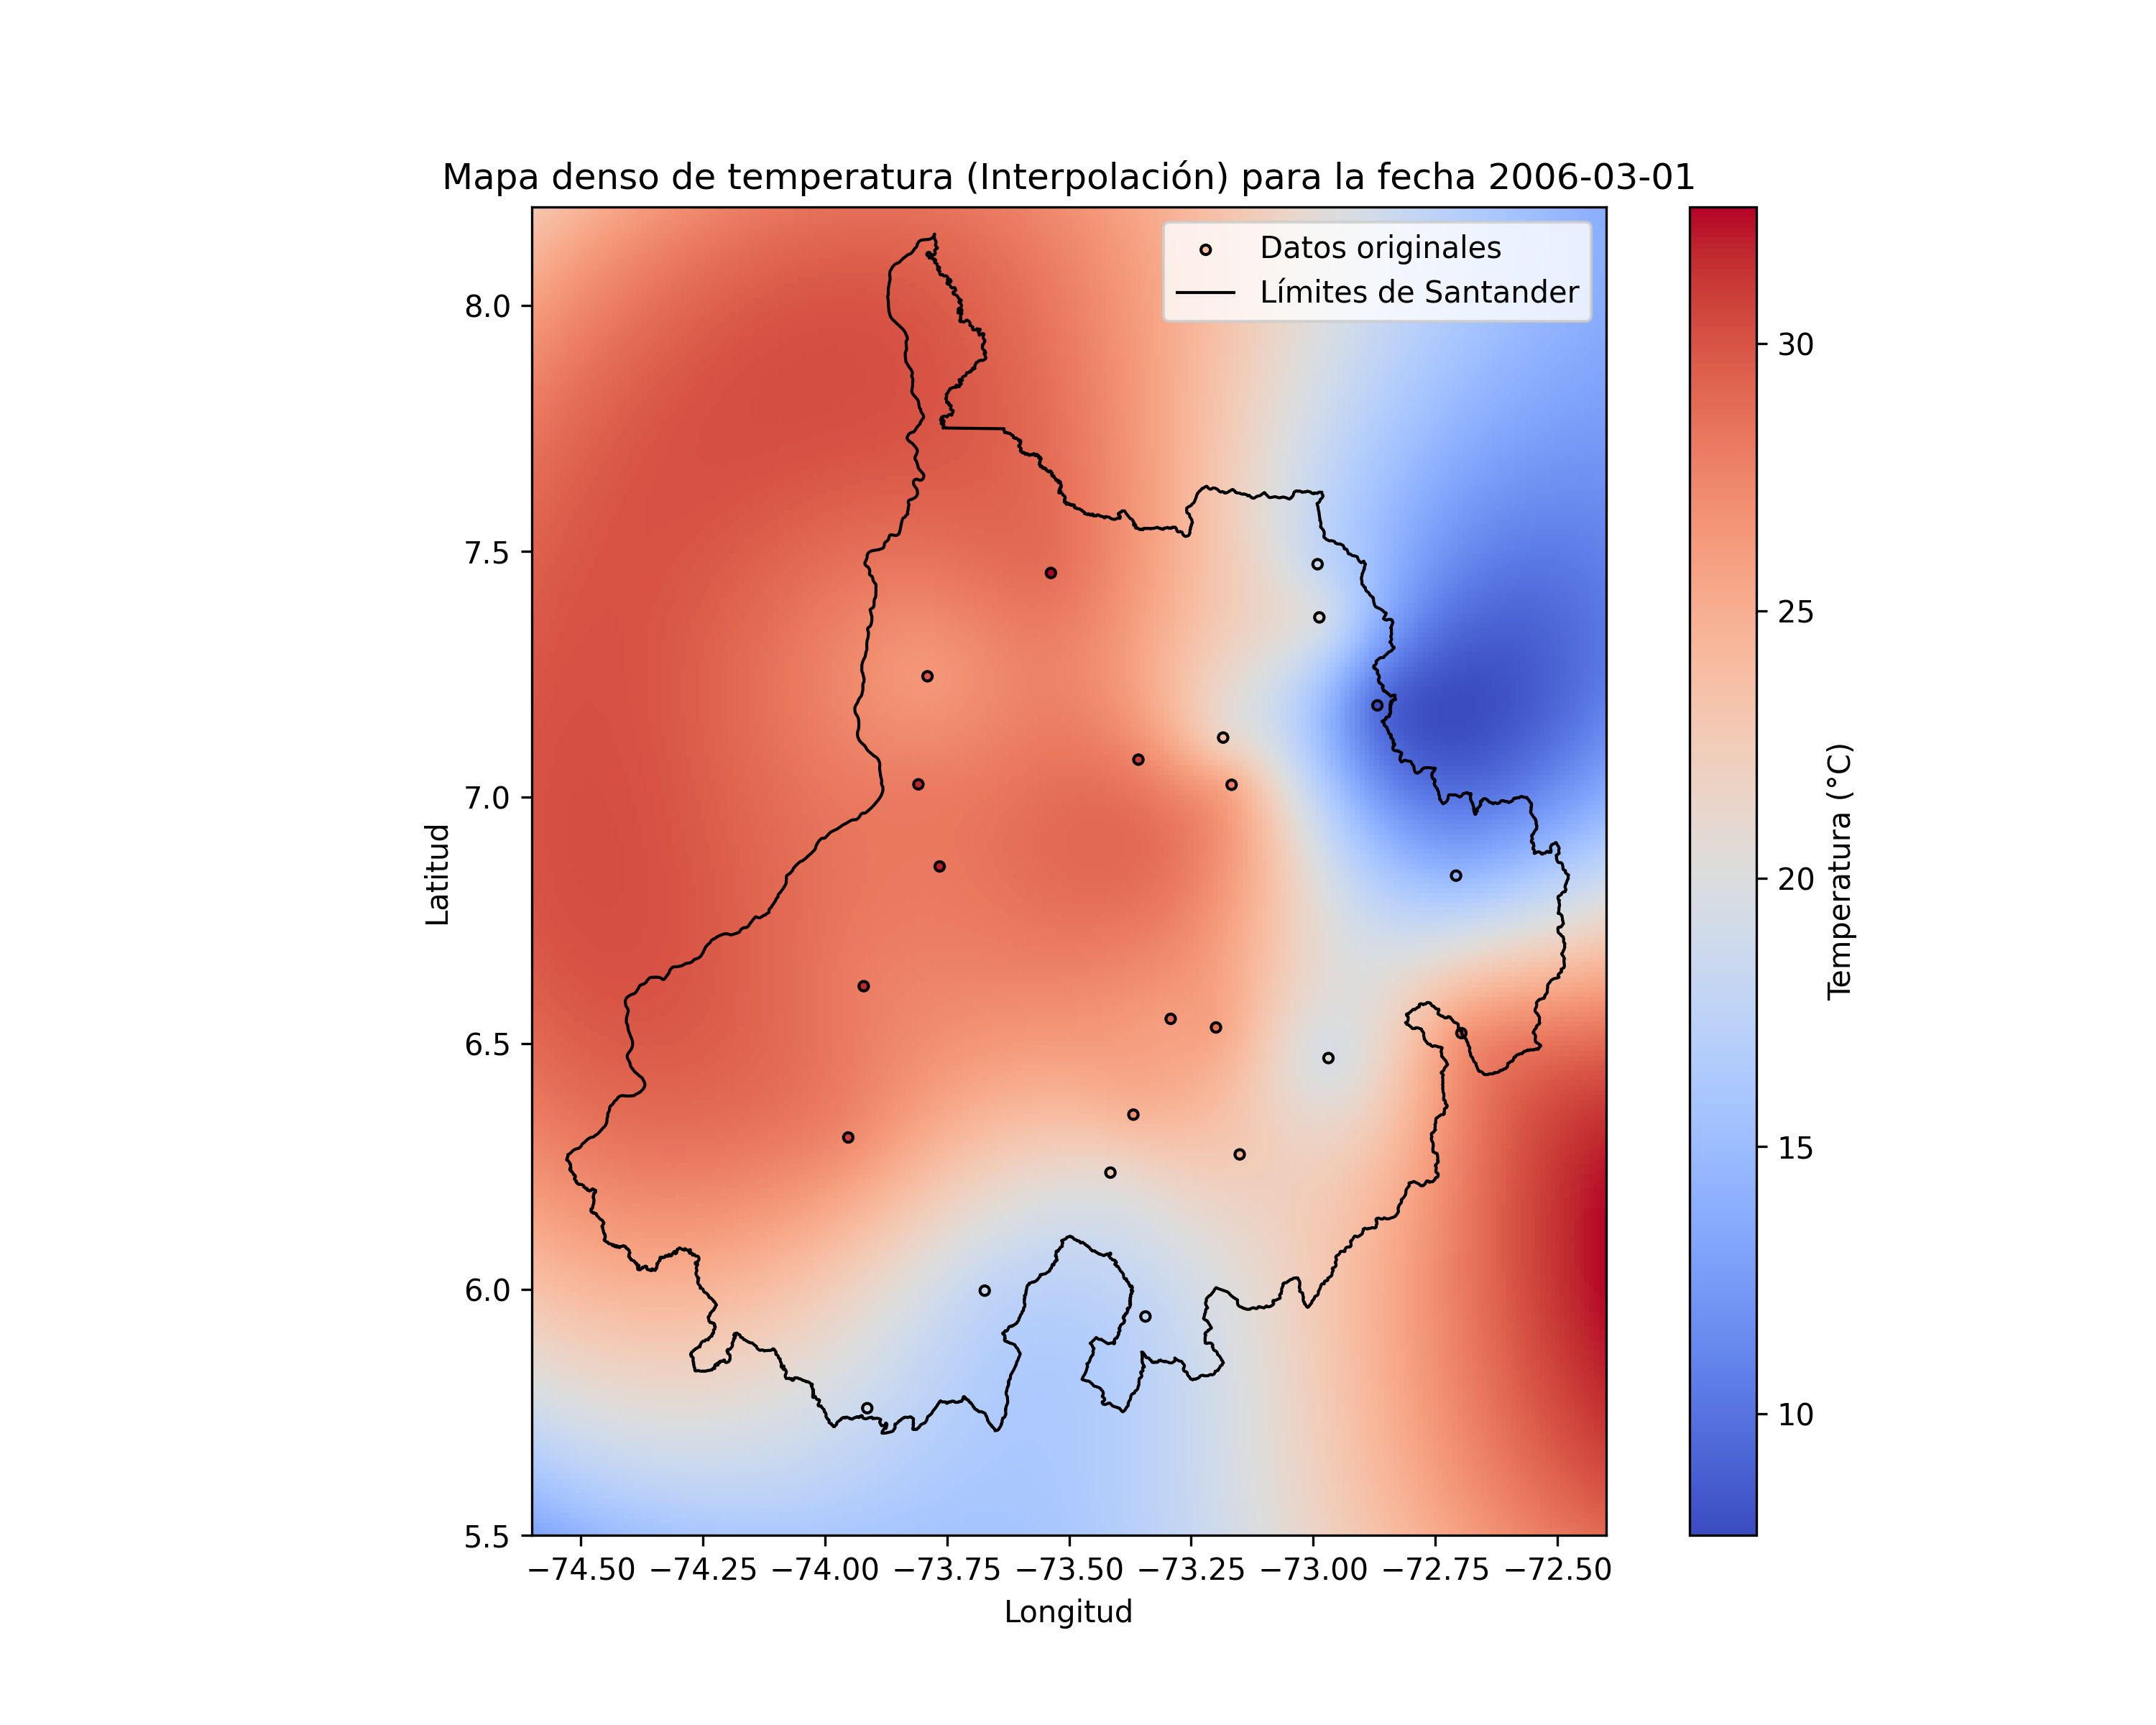 Mapa denso de temperatura (Interpolación) para la fecha 2006-03-01
Datos originales
Límites de Santander
8.0
7.5
7.0
6.5
6.0
5.5
Latitud
−74.50 −74.25 −74.00 −73.75 −73.50 −73.25 −73.00 −72.75 −72.50
Longitud
30
25
20
15
10
Temperatura (°C)